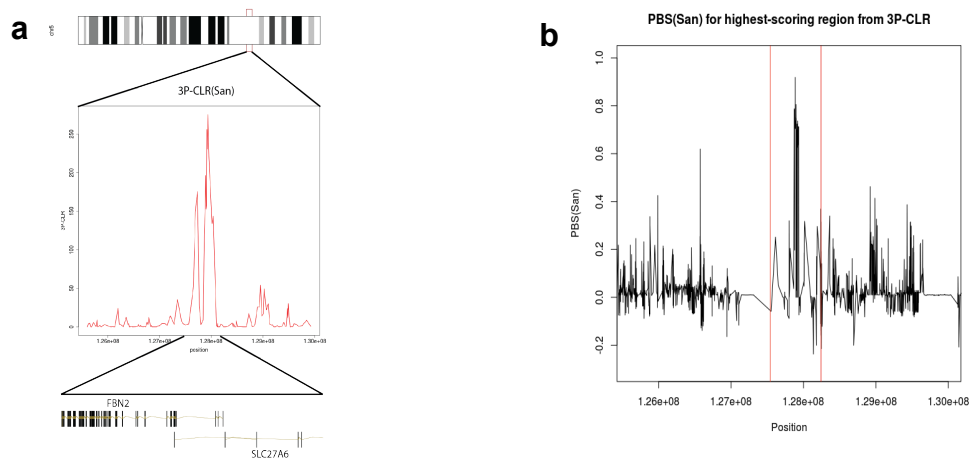 a
chr5
3P-CLR(San)
250
200
150
100
50
0
3P-CLR
1.26e+08 1.27e+08 1.28e+08 1.29e+08 1.30e+08
position
FBN2
SLC27A6
b
PBS(San) for highest-scoring region from 3P-CLR
1.0
0.8
0.6
0.4
0.2
0.0
-0.2
PBS(San)
1.26e+08 1.27e+08 1.28e+08 1.29e+08 1.30e+08
Position